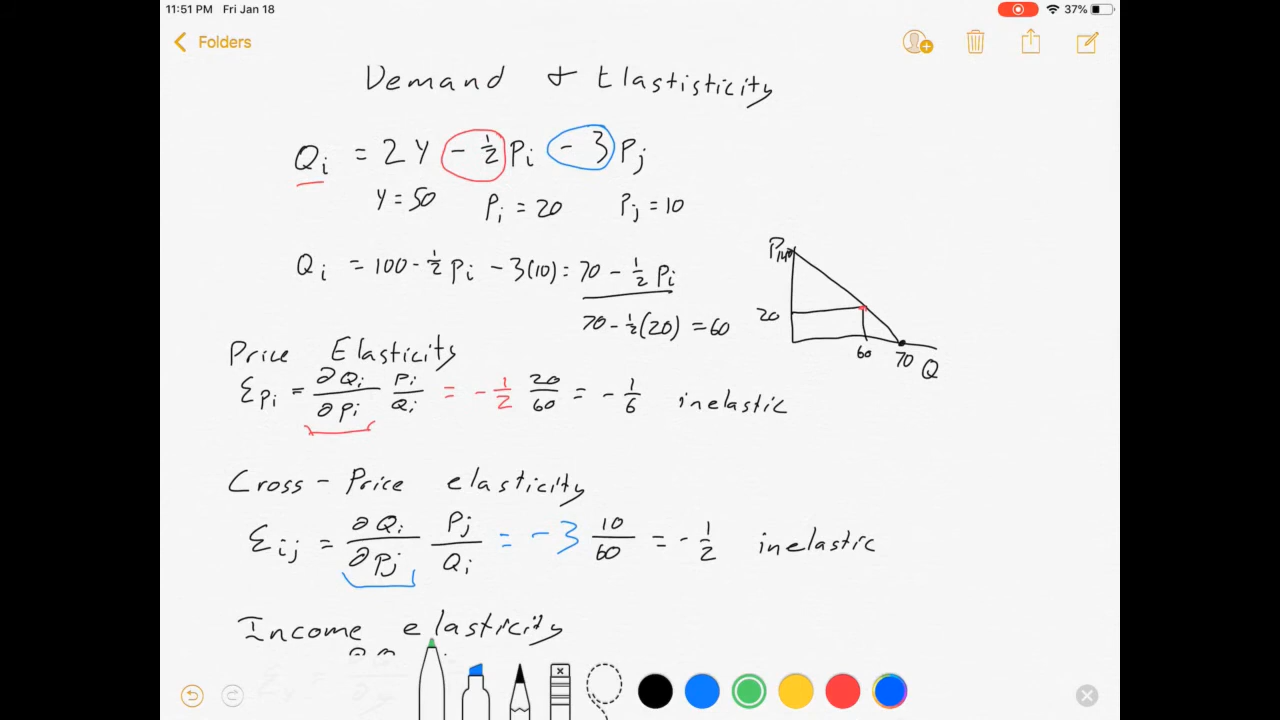 11:51 PM Fri Jan 18
37%
Folders
Demand & Elastisticity
Qi = 2Y - 1/2 Pi - 3 Pj
Y = 50 Pi = 20 Pj = 10
Qi = 100 - 1/2 Pi - 3(10) = 70 - 1/2 Pi
70 - 1/2 (20) = 60
P 140
20
60 70 Q
Price Elasticity
ΣPi = ∂Qi/∂Pi Pi/Qi = - 1/2 20/60 = - 1/6 inelastic
Cross-Price elasticity
Σij = ∂Qi/∂Pj Pj/Qi = -3 10/60 = - 1/2 inelastic
Income elasticity